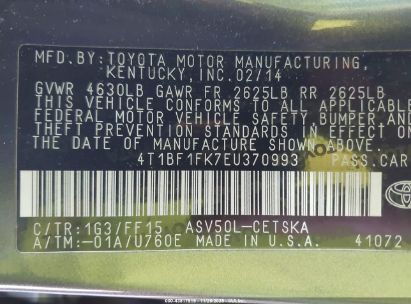 MFD. BY: TOYOTA MOTOR MANUFACTURING,
KENTUCKY, INC. 02/14
GVWR 4630LB GAWR FR 2625LB RR 2625LB
THIS VEHICLE CONFORMS TO ALL APPLICABLE
FEDERAL MOTOR VEHICLE SAFETY, BUMPER, AND
THEFT PREVENTION STANDARDS IN EFFECT ON
THE DATE OF MANUFACTURE SHOWN ABOVE.
4T1BF1FK7EU370993 PASS. CAR
C/TR: 1G3/FF15 ASV50L-CETSKA
A/TM: -01A/U760E MADE IN U.S.A. 41072